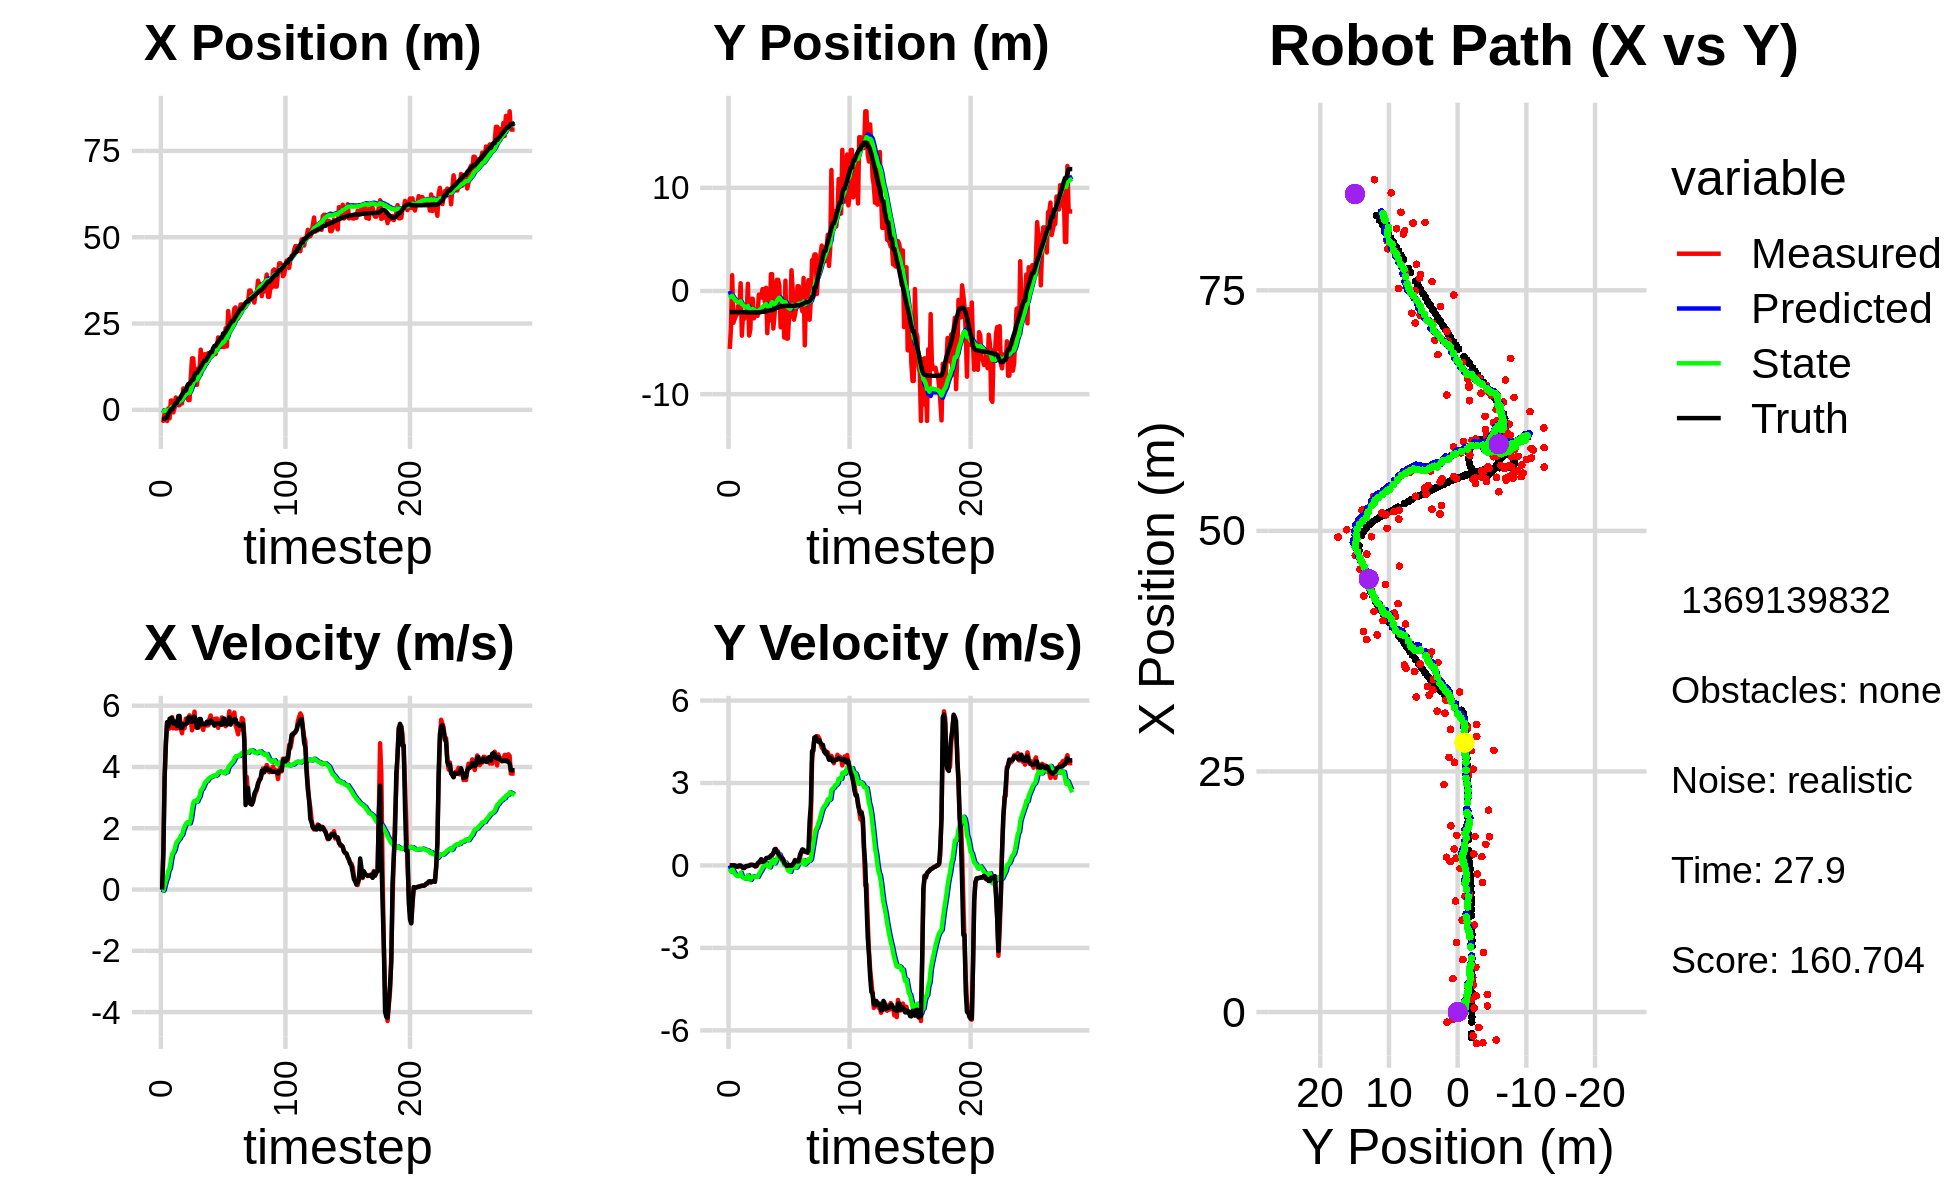 X Position (m)
75
50
25
0
0
100
200
timestep
Y Position (m)
10
0
-10
0
100
200
timestep
X Velocity (m/s)
6
4
2
0
-2
-4
0
100
200
timestep
Y Velocity (m/s)
6
3
0
-3
-6
0
100
200
timestep
Robot Path (X vs Y)
X Position (m)
75
50
25
0
20 10 0 -10 -20
Y Position (m)
variable
Measured
Predicted
State
Truth
1369139832
Obstacles: none
Noise: realistic
Time: 27.9
Score: 160.704